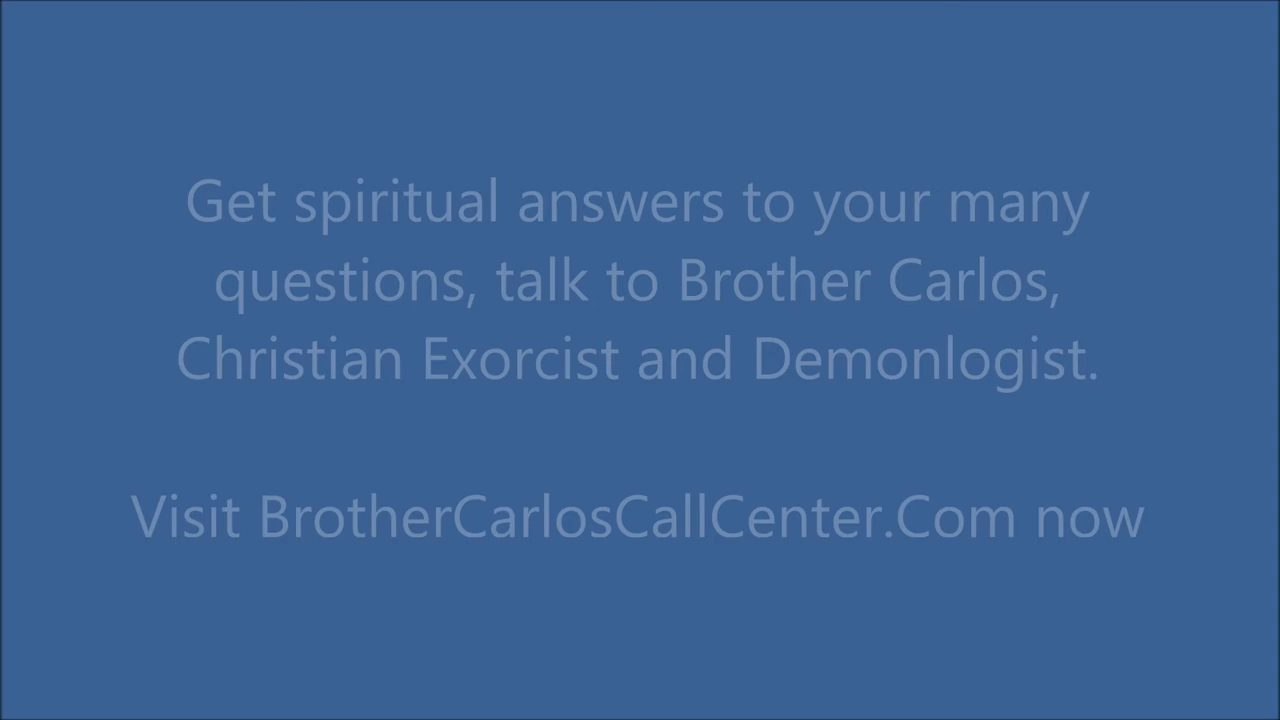 Get spiritual answers to your many
questions, talk to Brother Carlos,
Christian Exorcist and Demonlogist.
Visit BrotherCarlosCallCenter.Com now